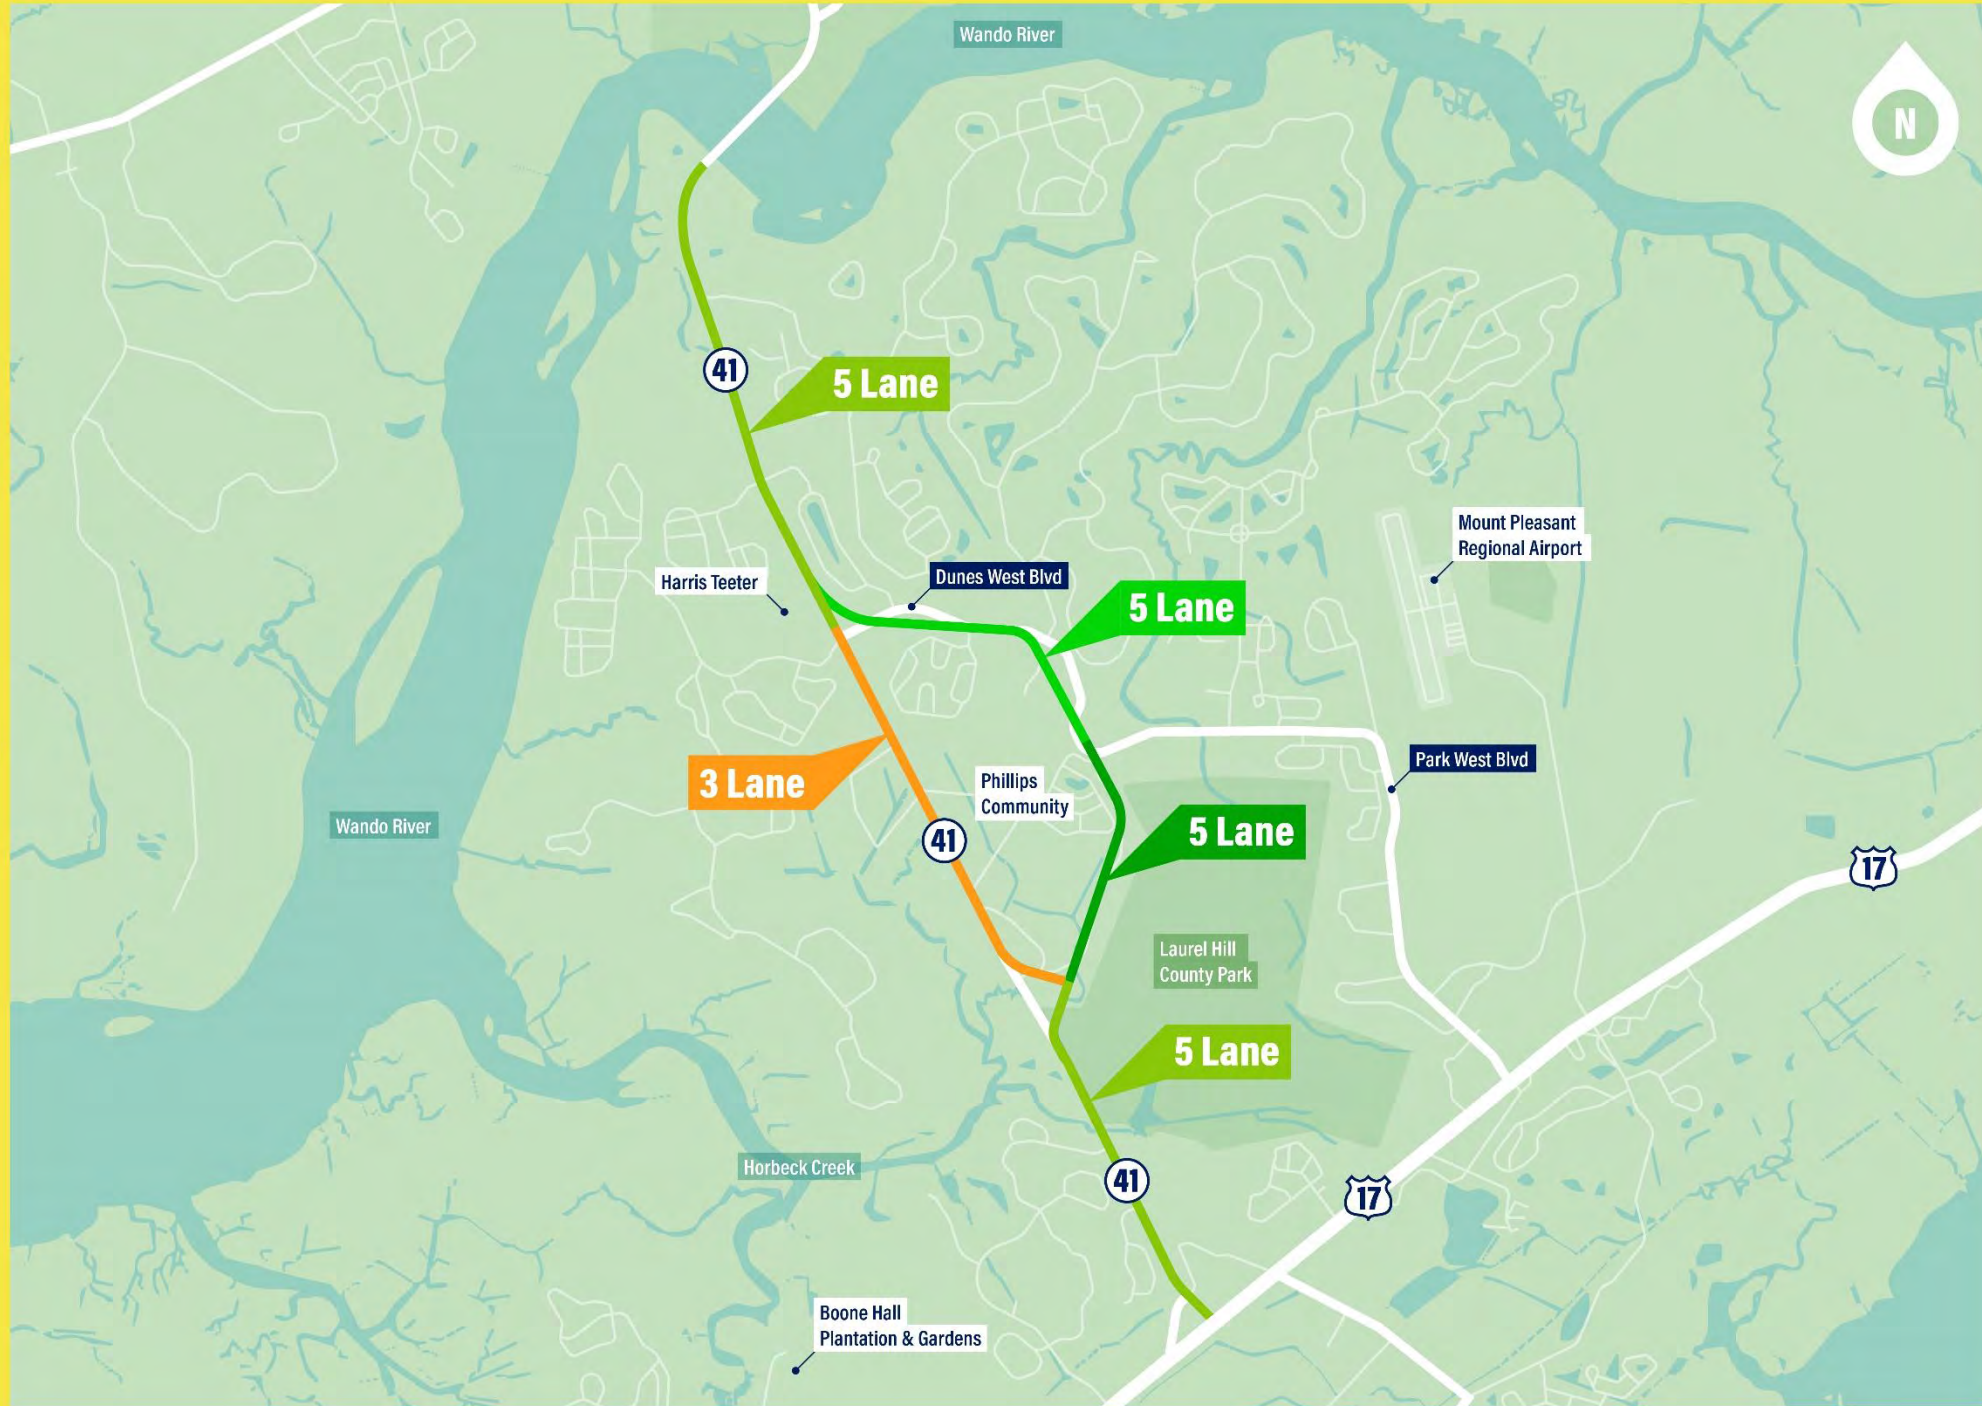 Wando River
N
41
5 Lane
Mount Pleasant
Regional Airport
Harris Teeter
Dunes West Blvd
5 Lane
3 Lane
Phillips
Community
Park West Blvd
Wando River
41
5 Lane
17
Laurel Hill
County Park
5 Lane
Horbeck Creek
41
17
Boone Hall
Plantation & Gardens